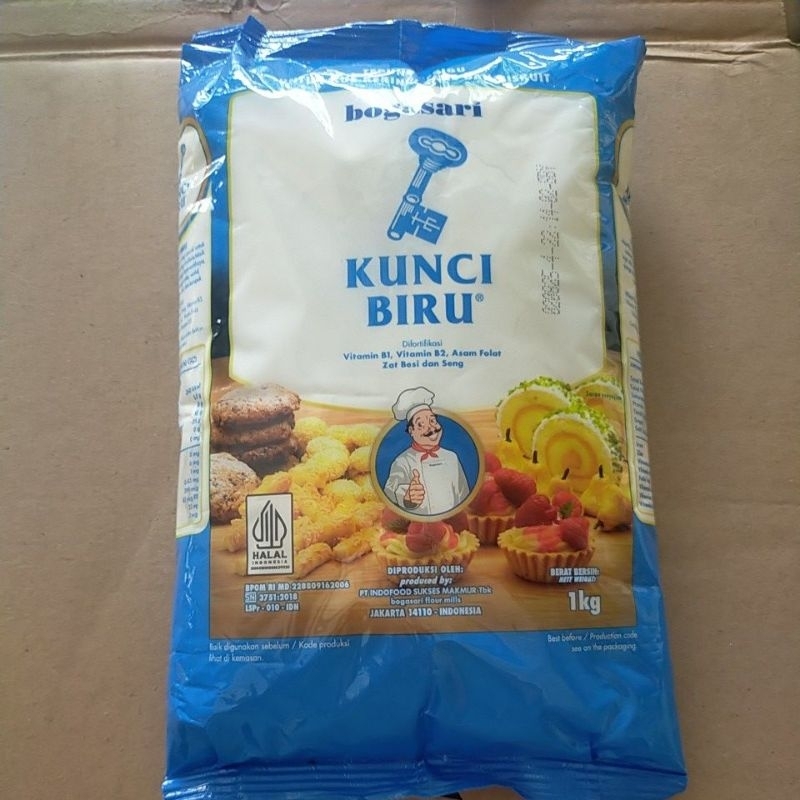 KERING, DAN BISKUIT
bogasari
KUNCI
BIRU®
Difortifikasi
Vitamin B1, Vitamin B2, Asam Folat
Zat Besi dan Seng
HALAL
INDONESIA
BPOM RI MD 228809162006
SNI 3751:2018
LSPr - 010 - IDN
DIPRODUKSI OLEH:
produced by:
PT INDOFOOD SUKSES MAKMUR Tbk
bogasari flour mills
JAKARTA 14110 - INDONESIA
BERAT BERSIH:
NETT WEIGHT:
1kg
Baik digunakan sebelum / Kode produksi
lihat di kemasan.
Best before / Production code
see on the packaging.